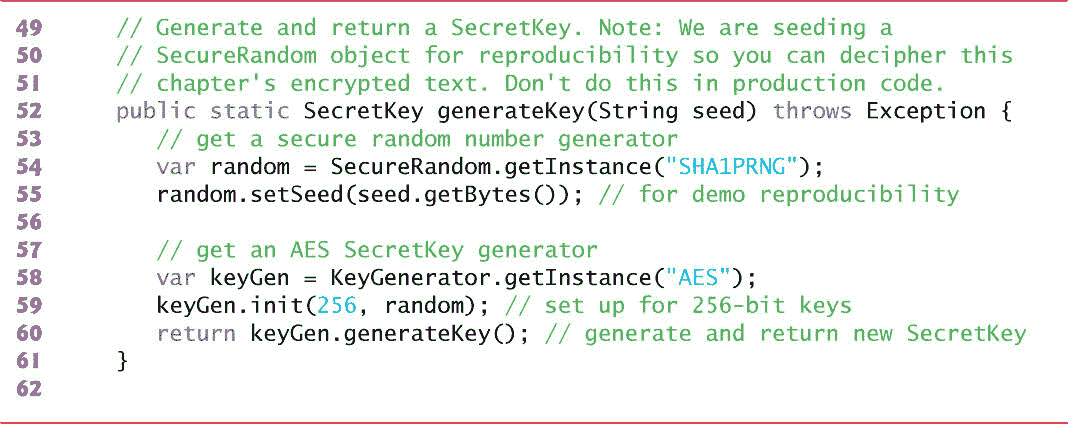 49 // Generate and return a SecretKey. Note: We are seeding a
50 // SecureRandom object for reproducibility so you can decipher this
51 // chapter's encrypted text. Don't do this in production code.
52 public static SecretKey generateKey(String seed) throws Exception {
53 // get a secure random number generator
54 var random = SecureRandom.getInstance("SHA1PRNG");
55 random.setSeed(seed.getBytes()); // for demo reproducibility
56
57 // get an AES SecretKey generator
58 var keyGen = KeyGenerator.getInstance("AES");
59 keyGen.init(256, random); // set up for 256-bit keys
60 return keyGen.generateKey(); // generate and return new SecretKey
61 }
62